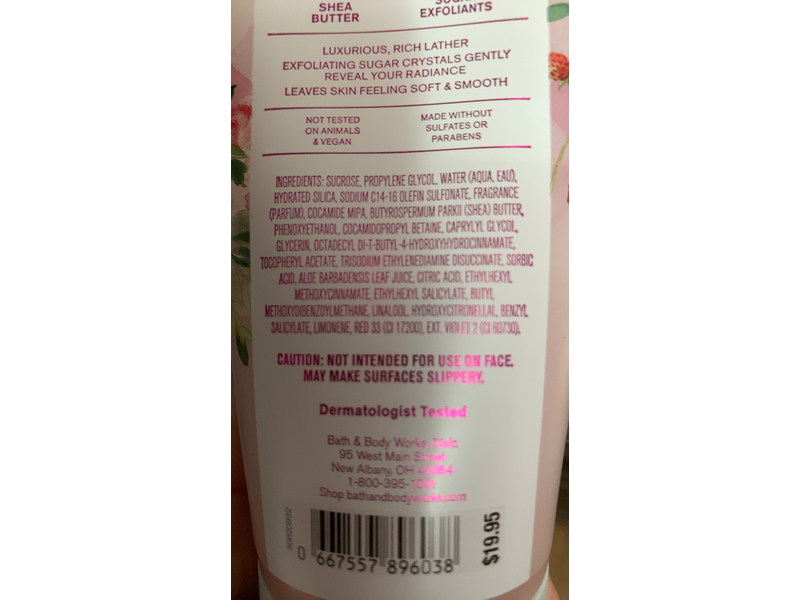 SHEA
BUTTER
EXFOLIANTS
LUXURIOUS, RICH LATHER
EXFOLIATING SUGAR CRYSTALS GENTLY
REVEAL YOUR RADIANCE
LEAVES SKIN FEELING SOFT & SMOOTH
NOT TESTED
ON ANIMALS
& VEGAN
MADE WITHOUT
SULFATES OR
PARABENS
INGREDIENTS: SUCROSE, PROPYLENE GLYCOL, WATER (AQUA, EAU),
HYDRATED SILICA, SODIUM C14-16 OLEFIN SULFONATE, FRAGRANCE
(PARFUM), COCAMIDE MIPA, BUTYROSPERMUM PARKII (SHEA) BUTTER,
PHENOXYETHANOL, COCAMIDOPROPYL BETAINE, CAPRYLYL GLYCOL,
GLYCERIN, OCTADECYL DI-T-BUTYL-4-HYDROXYHYDROCINNAMATE,
TOCOPHERYL ACETATE, TRISODIUM ETHYLENEDIAMINE DISUCCINATE, SORBIC
ACID, ALOE BARBADENSIS LEAF JUICE, CITRIC ACID, ETHYLHEXYL
METHOXYCINNAMATE, ETHYLHEXYL SALICYLATE, BUTYL
METHOXYDIBENZOYLMETHANE, LINALOOL, HYDROXYCITRONELLAL, BENZYL
SALICYLATE, LIMONENE, RED 33 (CI 17200), EXT. VIOLET 2 (CI 60730).
CAUTION: NOT INTENDED FOR USE ON FACE.
MAY MAKE SURFACES SLIPPERY.
Dermatologist Tested
Bath & Body Works,
95 West Main Street
New Albany, OH
1-800-395-
Shop bathandbodyworks.com
0 667557 896038
$19.95